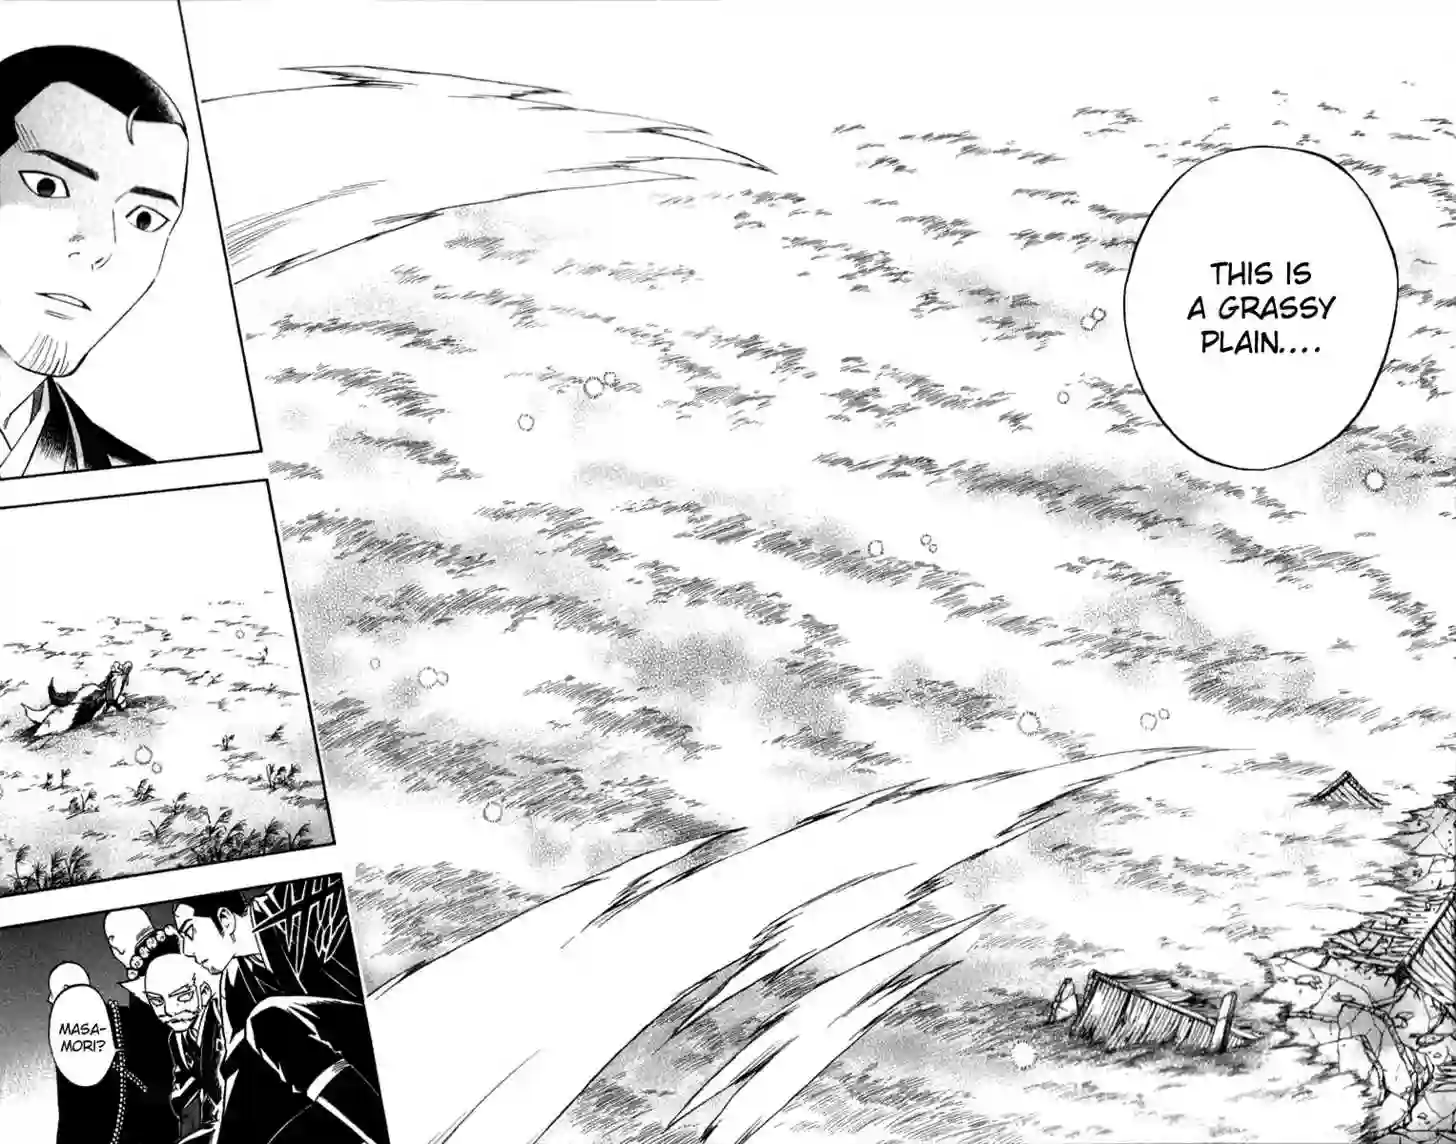 THIS IS
A GRASSY
PLAIN....
MASA-
MORI?